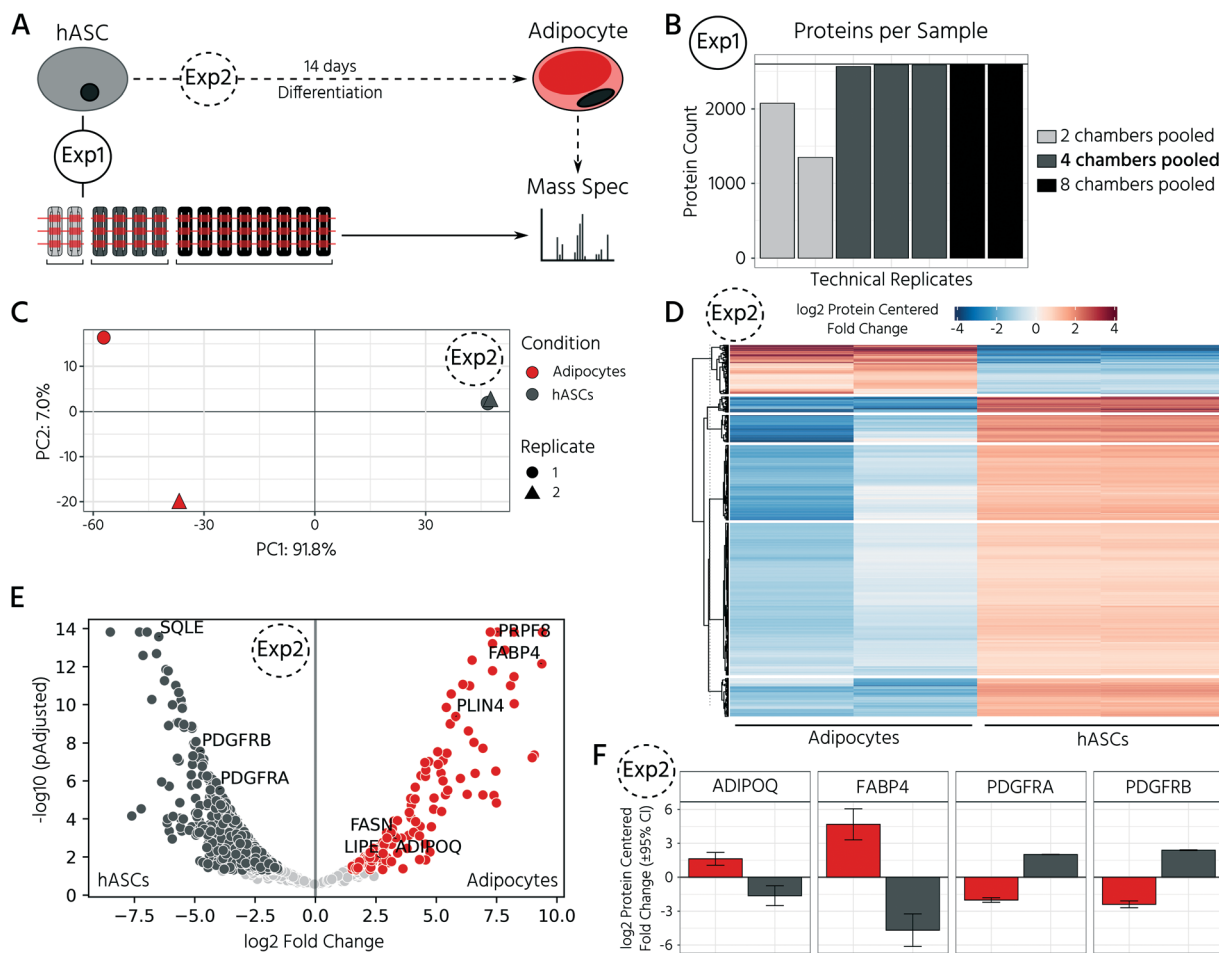 A
hASC
Exp2
14 days
Differentiation
Adipocyte
Exp1
Mass Spec
B
Exp1
Proteins per Sample
Protein Count
2000
1000
0
Technical Replicates
2 chambers pooled
4 chambers pooled
8 chambers pooled
C
Exp2
PC2: 7.0%
10
0
-10
-20
-60
-30
0
30
PC1: 91.8%
Condition
Adipocytes
hASCs
Replicate
1
2
D
Exp2
log2 Protein Centered
Fold Change
-4
-2
0
2
4
Adipocytes
hASCs
E
Exp2
-log10 (pAdjusted)
14
12
10
8
6
4
2
0
SQLE
PRPF8
FABP4
PLIN4
PDGFRB
PDGFRA
FASN
LIPE
ADIPOQ
hASCs
Adipocytes
−7.5
−5.0
−2.5
0.0
2.5
5.0
7.5
10.0
log2 Fold Change
F
Exp2
log2 Protein Centered
Fold Change (±95% CI)
6
3
0
-3
-6
ADIPOQ
FABP4
PDGFRA
PDGFRB